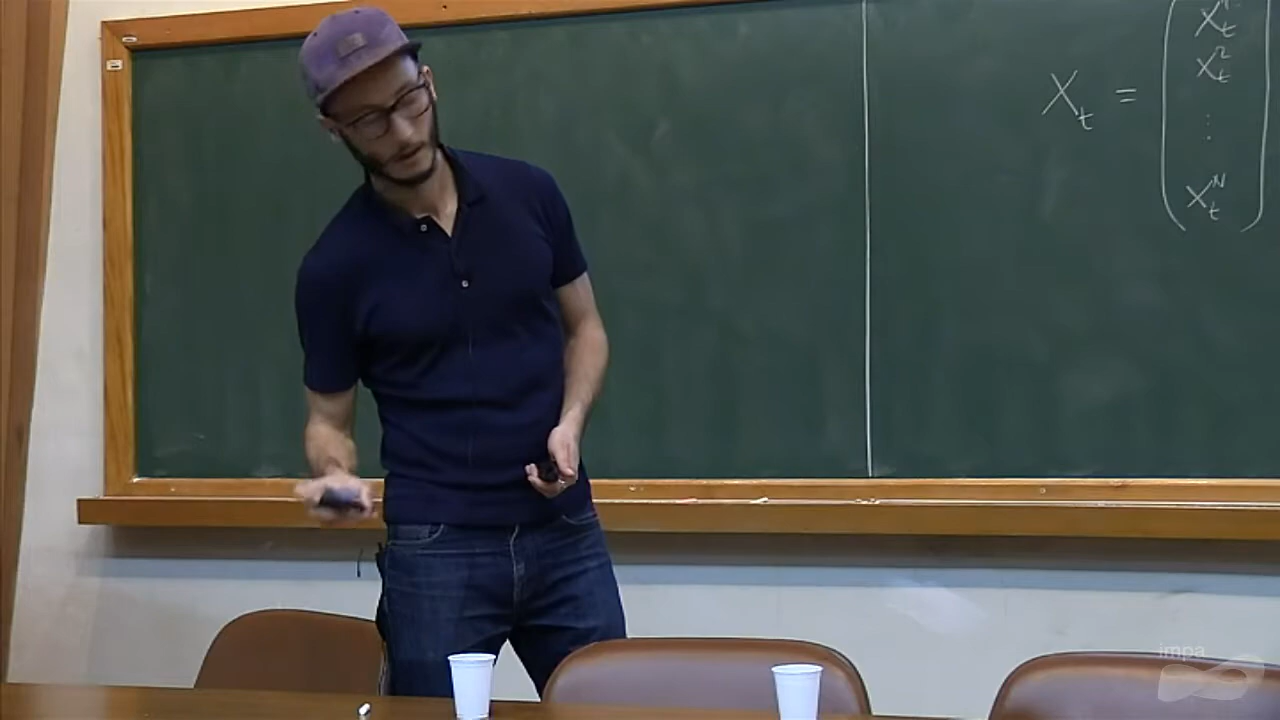 X_t = ( X_t^1
X_t^2
⋮
X_t^N )
impa